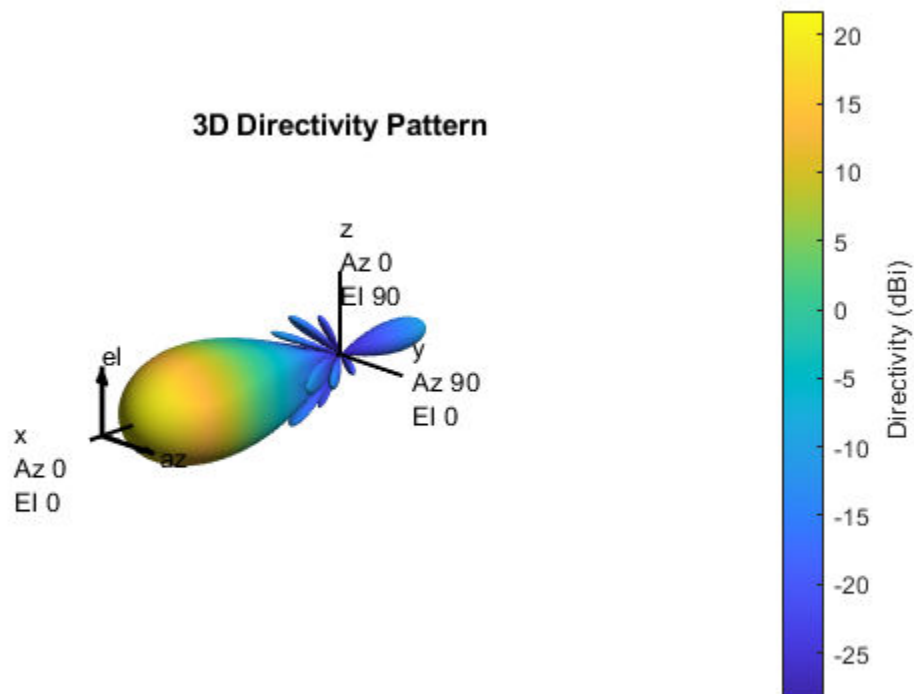 3D Directivity Pattern
z
Az 0
El 90
y
Az 90
El 0
el
az
x
Az 0
El 0
20
15
10
5
0
-5
-10
-15
-20
-25
Directivity (dBi)